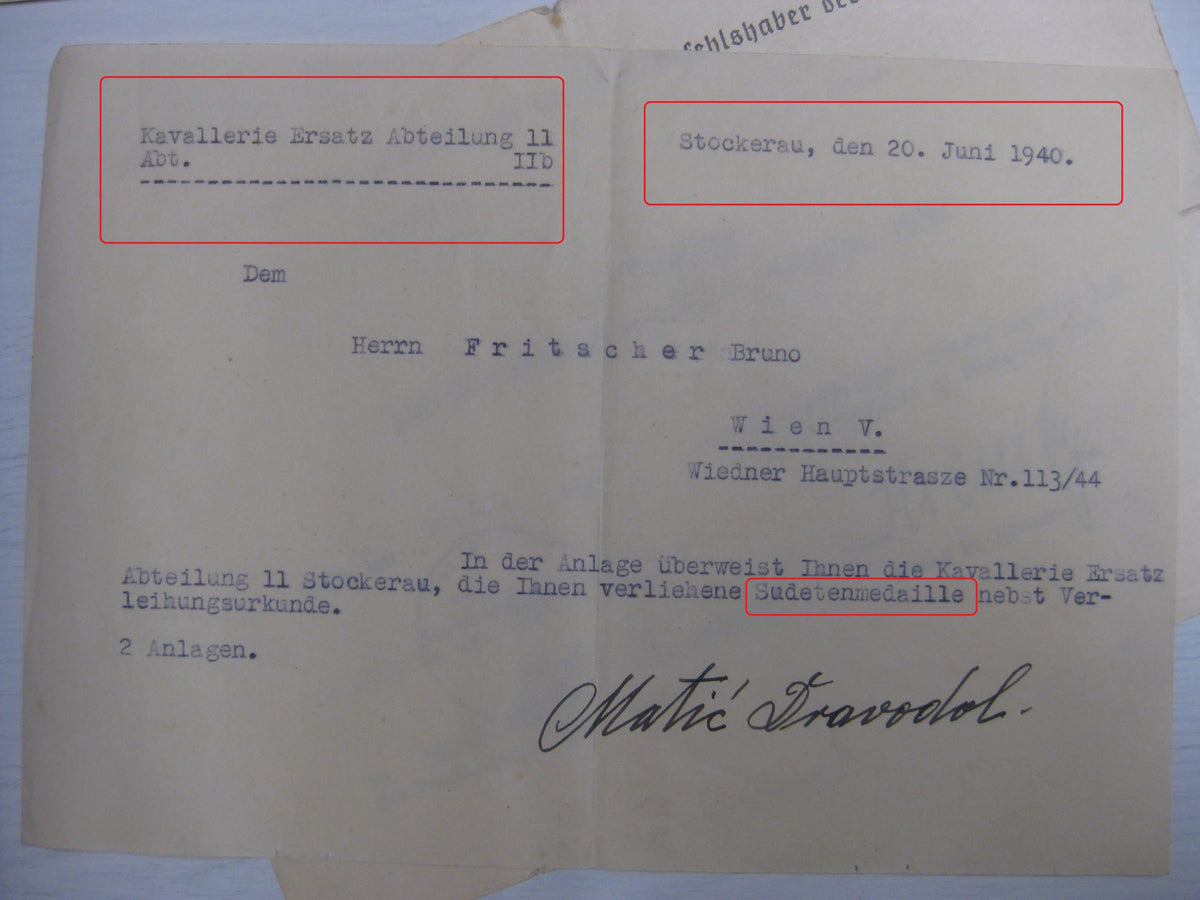 fehlshaber des
Kavallerie Ersatz Abteilung 11
Abt. IIb
Stockerau, den 20. Juni 1940.
Dem
Herrn Fritscher Bruno
Wien V.
Wiedner Hauptstrasze Nr.113/44
In der Anlage überweist Ihnen die Kavallerie Ersatz
Abteilung 11 Stockerau, die Ihnen verliehene Sudetenmedaille nebst Ver-
leihungsurkunde.
2 Anlagen.
Matić Dravodol.